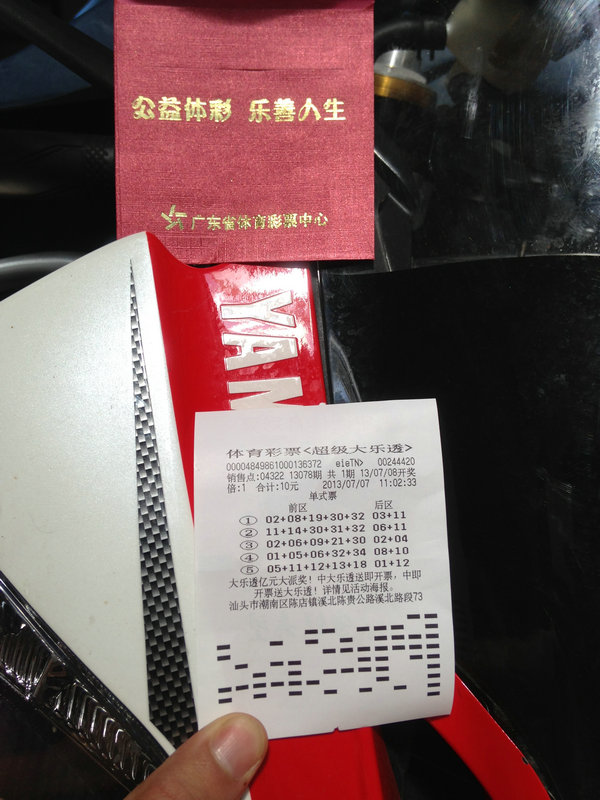 公益体彩 乐善人生
广东省体育彩票中心
YAM
体育彩票<超级大乐透>
00004849861000136372 eieTN> 00244420
销售点:04322 13078期 共 1期 13/07/08开奖
倍:1 合计:10元 2013/07/07 11:02:33
单式票
前区 后区
① 02+08+19+30+32 03+11
② 11+14+30+31+32 06+11
③ 02+06+09+21+30 02+04
④ 01+05+06+32+34 08+10
⑤ 05+11+12+13+18 01+12
大乐透亿元大派奖!中大乐透送即开票,中即
开票送大乐透!详情见活动海报。
汕头市潮南区陈店镇溪北陈贵公路溪北路段73